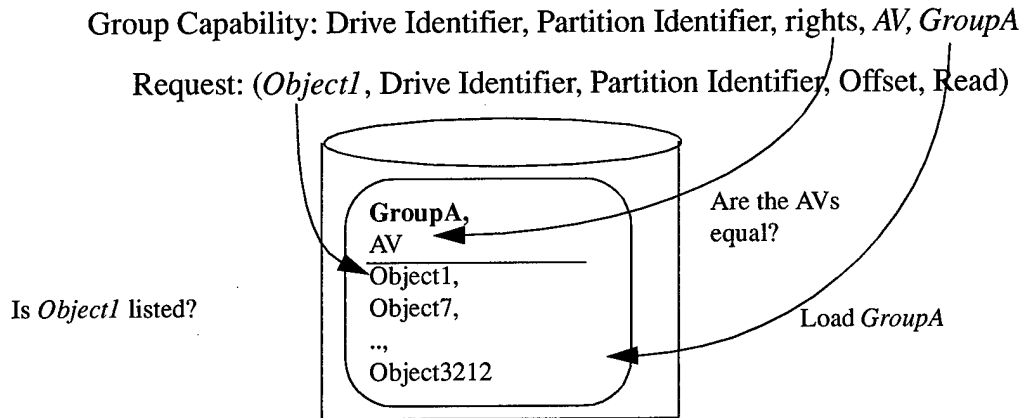 Group Capability: Drive Identifier, Partition Identifier, rights, AV, GroupA
Request: (Object1, Drive Identifier, Partition Identifier, Offset, Read)
GroupA,
AV
Are the AVs
equal?
Object1,
Object7,
..,
Object3212
Is Object1 listed?
Load GroupA